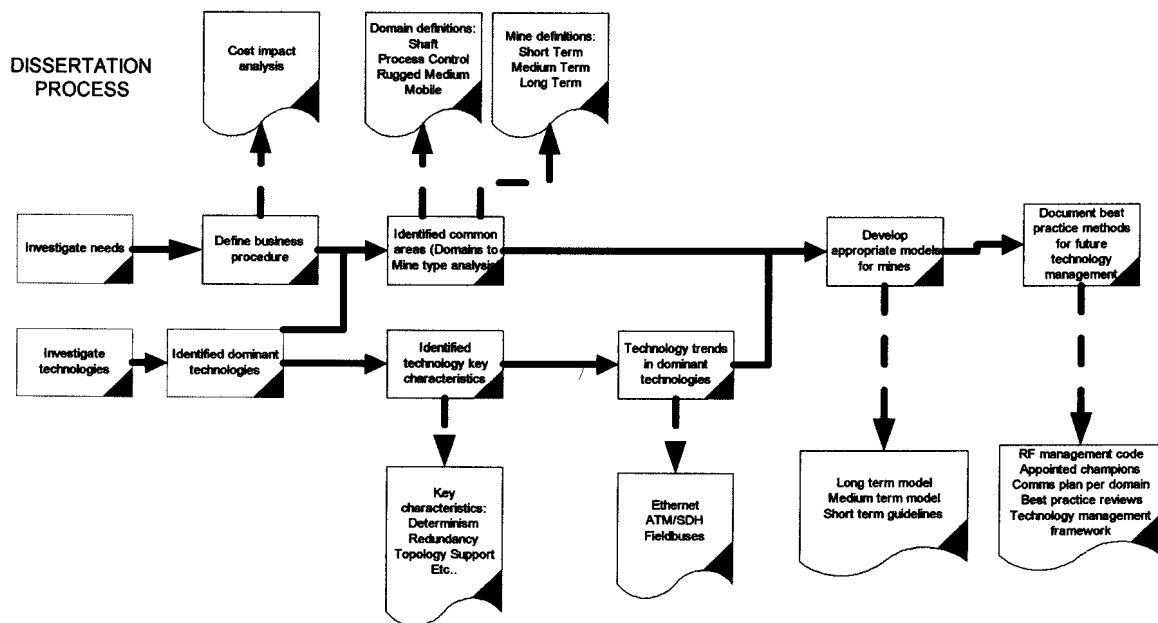 DISSERTATION
PROCESS
Cost impact
analysis
Domain definitions:
Shaft
Process Control
Rugged Medium
Mobile
Mine definitions:
Short Term
Medium Term
Long Term
Investigate needs
Define business
procedure
Identified common
areas (Domains to
Mine type analysis
Develop
appropriate models
for mines
Document best
practice methods
for future
technology
management
Investigate
technologies
Identified dominant
technologies
Identified
technology key
characteristics
Technology trends
in dominant
technologies
Key
characteristics:
Determinism
Redundancy
Topology Support
Etc..
Ethernet
ATM/SDH
Fieldbuses
Long term model
Medium term model
Short term guidelines
RF management code
Appointed champions
Comms plan per domain
Best practice reviews
Technology management
framework